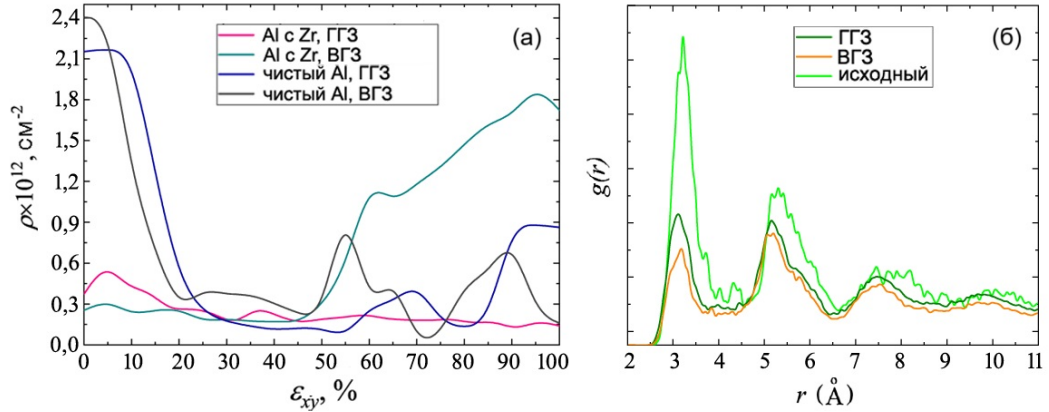 (а)
Al с Zr, ГГЗ
Al с Zr, ВГЗ
чистый Al, ГГЗ
чистый Al, ВГЗ
2,4
2,1
1,8
1,5
1,2
0,9
0,6
0,3
0,0
ρ×10¹², см⁻²
0 10 20 30 40 50 60 70 80 90 100
εxy, %
(б)
ГГЗ
ВГЗ
исходный
g(r)
2 3 4 5 6 7 8 9 10 11
r (Å)